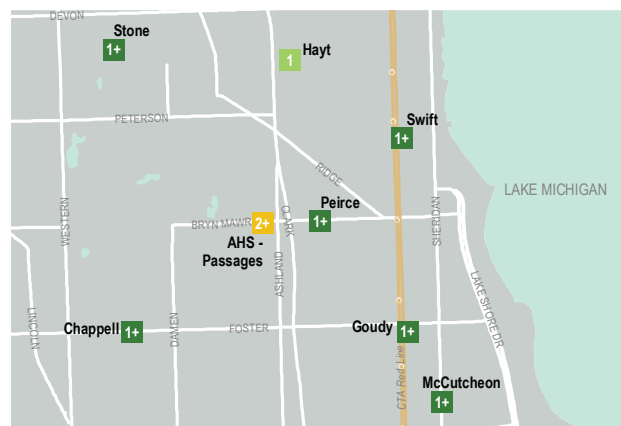 DEVON
Stone
1+
Hayt
1
PETERSON
Swift
1+
RIDGE
LAKE MICHIGAN
Peirce
1+
BRYN MAWR
2+
AHS -
Passages
CLARK
ASHLAND
WESTERN
SHERIDAN
LAKE SHORE DR
LINCOLN
DAMEN
Chappell
1+
FOSTER
Goudy
1+
CTA Red Line
McCutcheon
1+